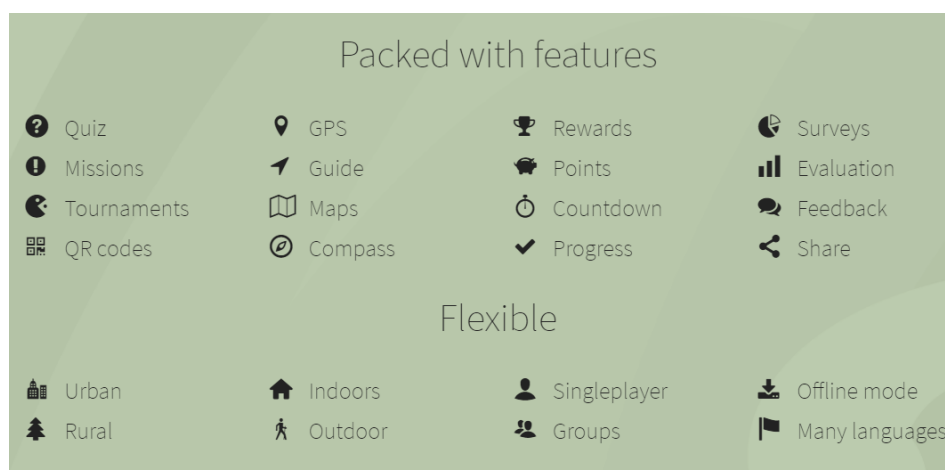 Packed with features
Quiz GPS Rewards Surveys
Missions Guide Points Evaluation
Tournaments Maps Countdown Feedback
QR codes Compass Progress Share
Flexible
Urban Indoors Singleplayer Offline mode
Rural Outdoor Groups Many languages